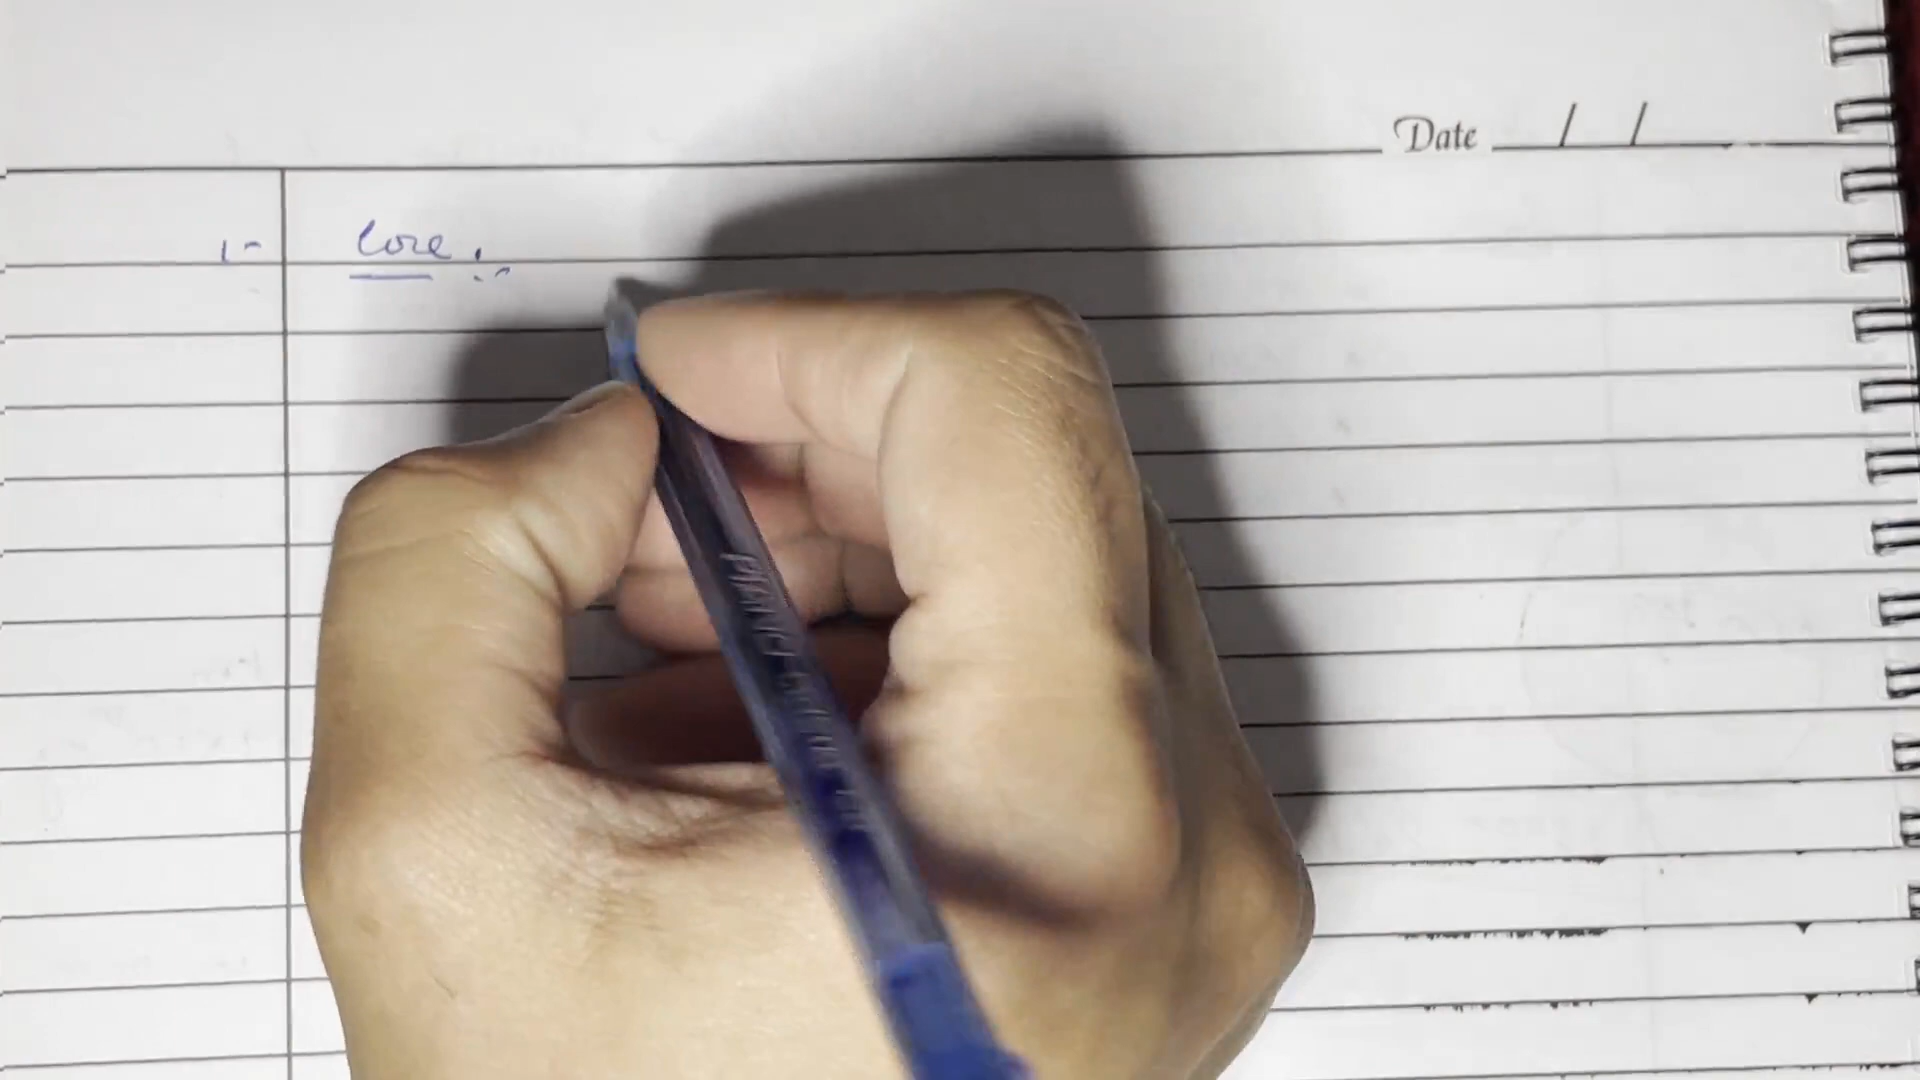 Date / /
1- Core :-